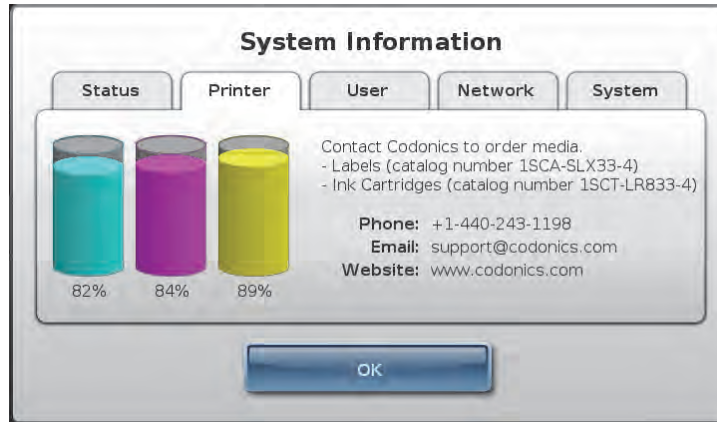 System Information
Status Printer User Network System
Contact Codonics to order media.
- Labels (catalog number 1SCA-SLX33-4)
- Ink Cartridges (catalog number 1SCT-LR833-4)
Phone: +1-440-243-1198
Email: support@codonics.com
Website: www.codonics.com
82% 84% 89%
OK